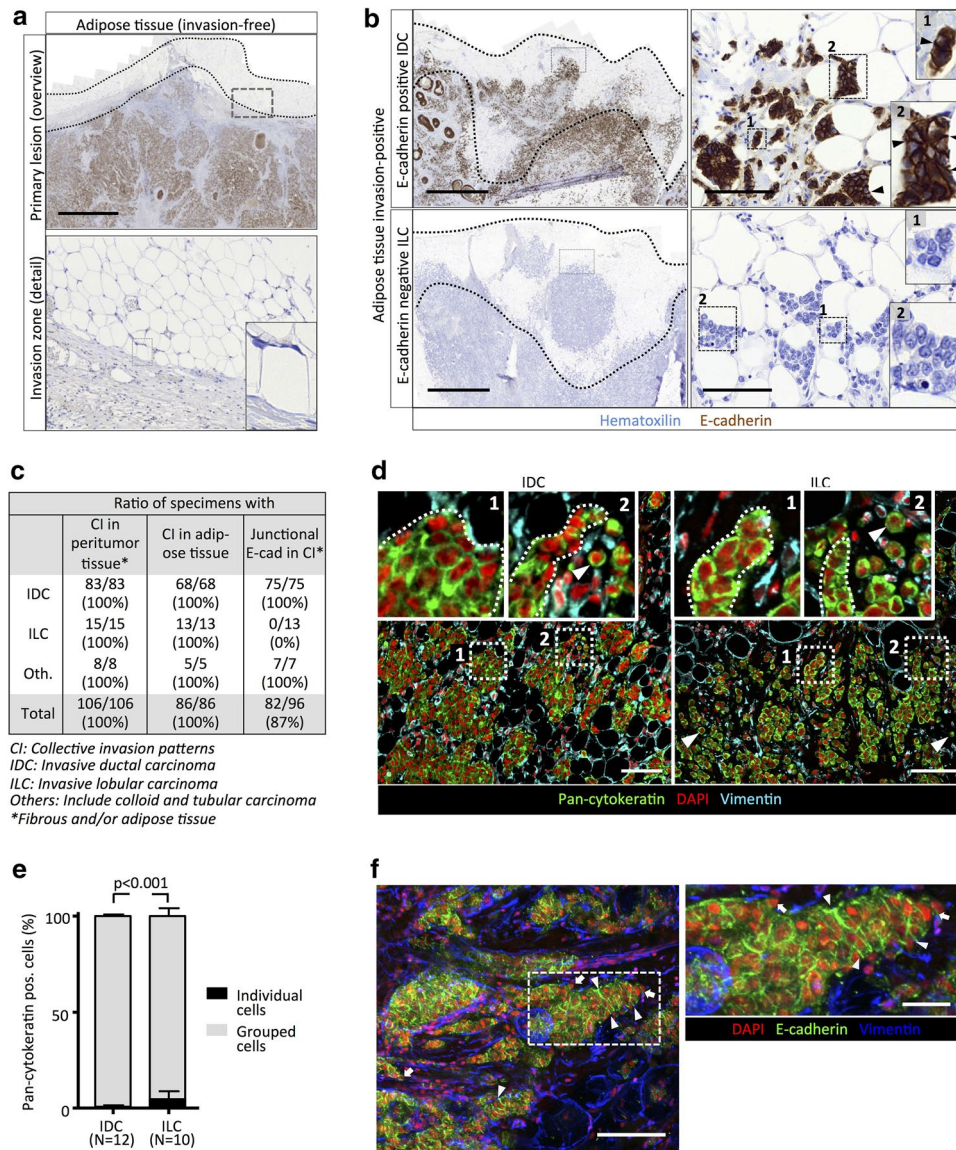 a
Adipose tissue (invasion-free)
Primary lesion (overview)
Invasion zone (detail)
b
Adipose tissue invasion-positive
E-cadherin positive IDC
E-cadherin negative ILC
2
1
1
2
1
2
1
2
Hematoxilin E-cadherin
c
Ratio of specimens with
CI in peritumor tissue* CI in adip-ose tissue Junctional E-cad in CI*
IDC 83/83 (100%) 68/68 (100%) 75/75 (100%)
ILC 15/15 (100%) 13/13 (100%) 0/13 (0%)
Oth. 8/8 (100%) 5/5 (100%) 7/7 (100%)
Total 106/106 (100%) 86/86 (100%) 82/96 (87%)
CI: Collective invasion patterns
IDC: Invasive ductal carcinoma
ILC: Invasive lobular carcinoma
Others: Include colloid and tubular carcinoma
*Fibrous and/or adipose tissue
d
IDC ILC
1 2 1 2
1 2 1 2
Pan-cytokeratin DAPI Vimentin
e
p<0.001
Pan-cytokeratin pos. cells (%)
100
50
0
IDC (N=12)
ILC (N=10)
Individual cells
Grouped cells
f
DAPI E-cadherin Vimentin